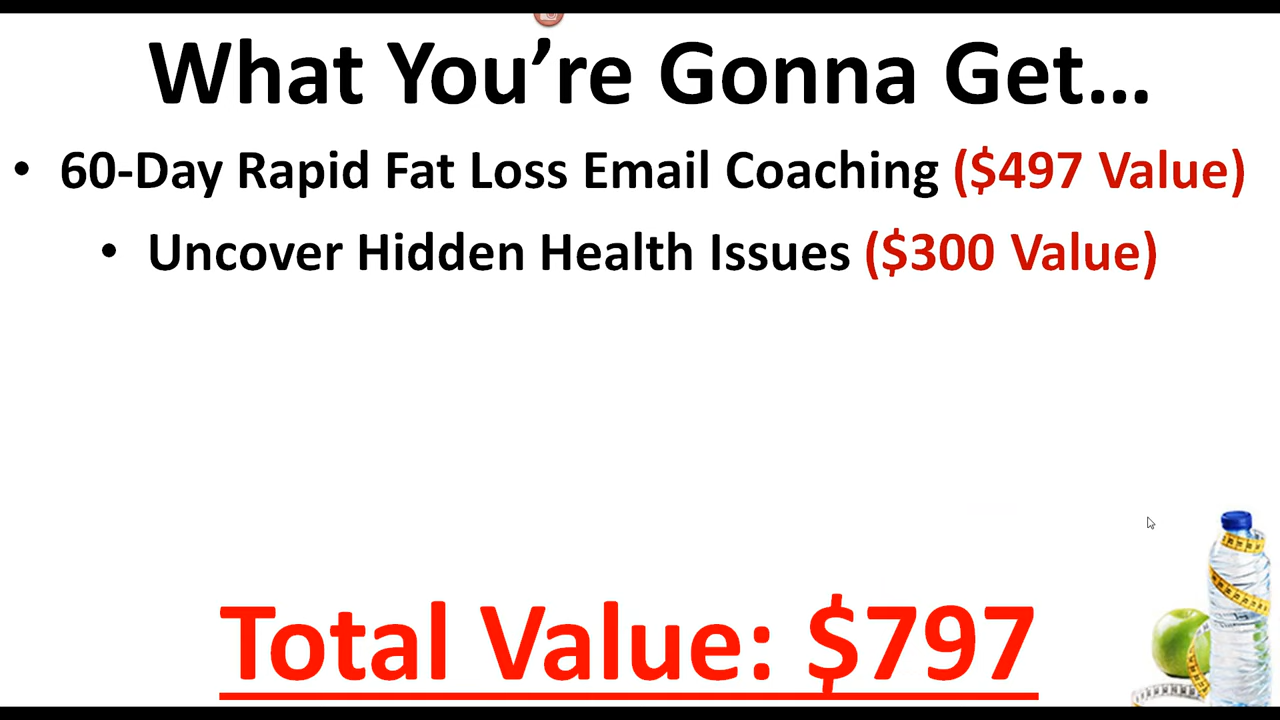 What You’re Gonna Get…
• 60-Day Rapid Fat Loss Email Coaching ($497 Value)
• Uncover Hidden Health Issues ($300 Value)
Total Value: $797